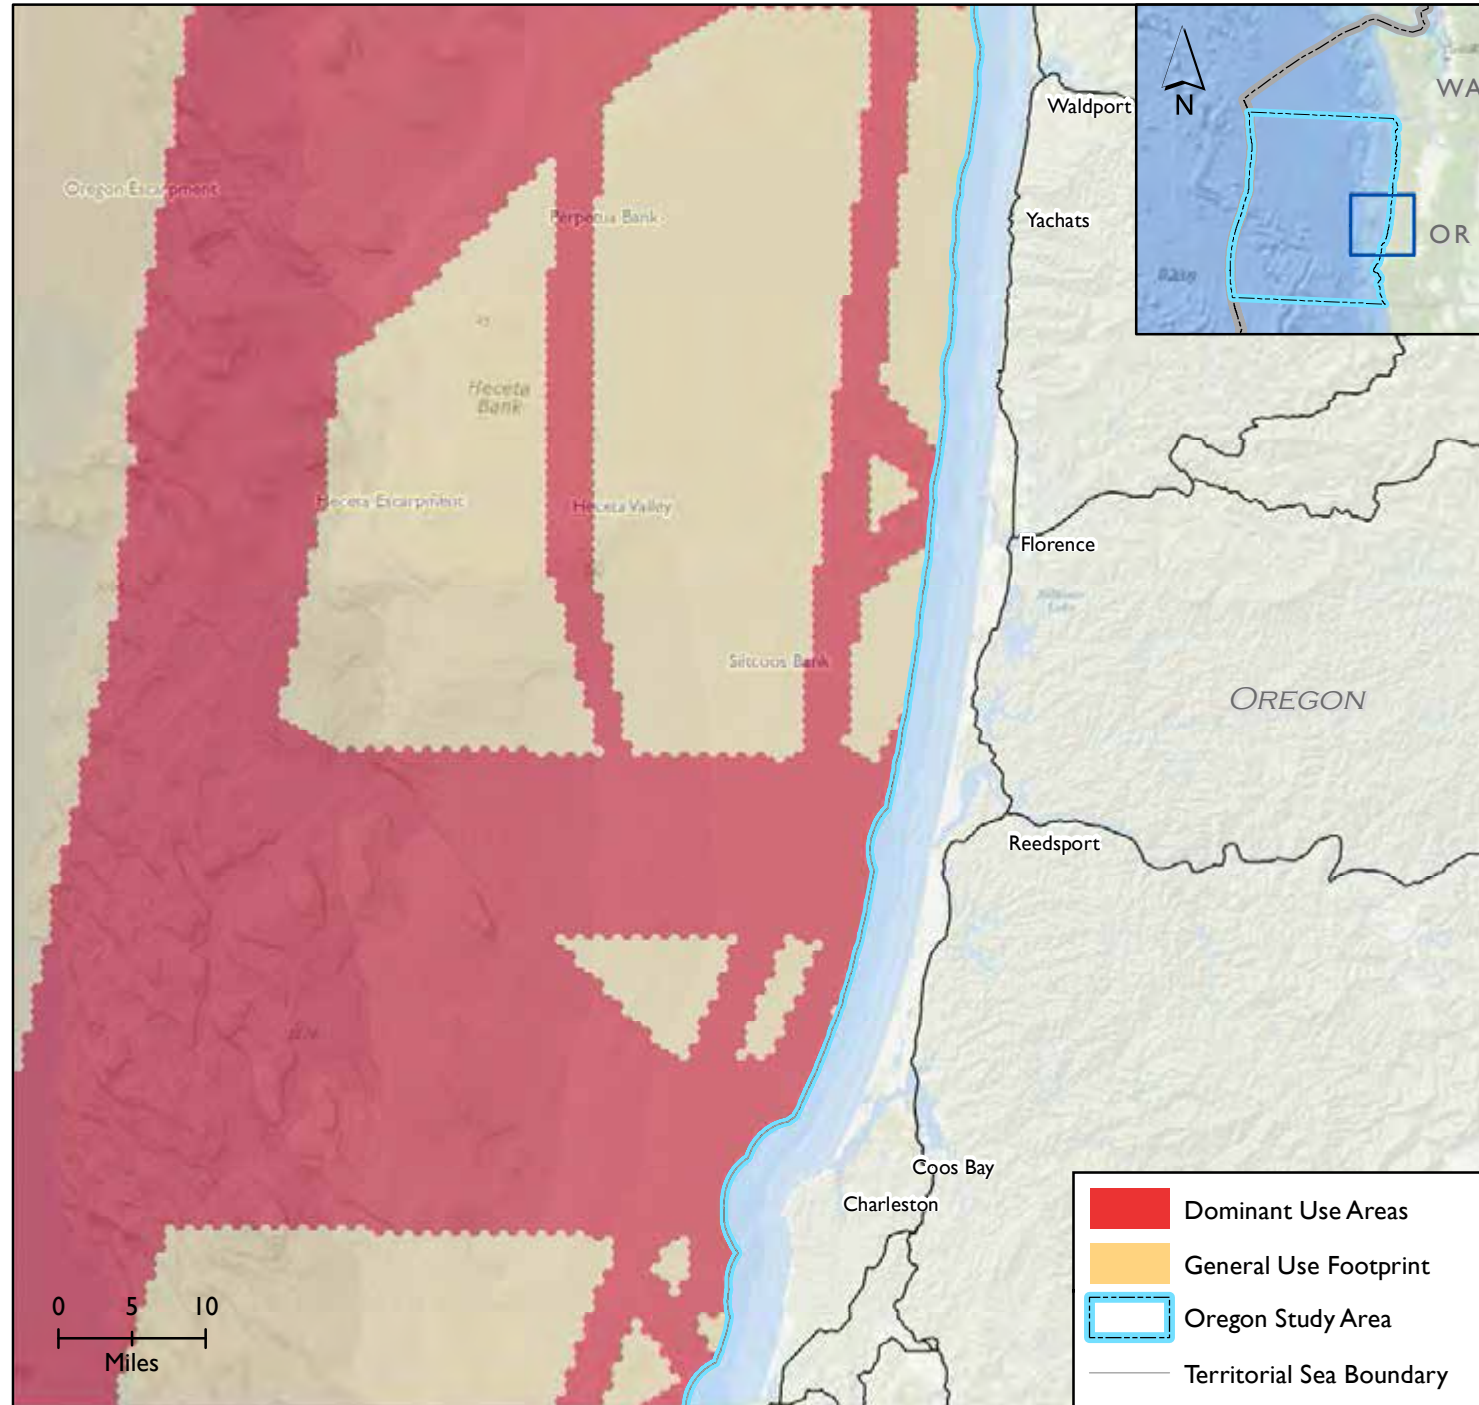 Waldport
N
WA
Oregon Escarpment
Perpetua Bank
Yachats
OR
Heceta
Bank
Heceta Escarpment
Heceta Valley
Florence
Siltcoos Bank
OREGON
Reedsport
Coos Bay
Charleston
Dominant Use Areas
General Use Footprint
Oregon Study Area
Territorial Sea Boundary
0 5 10
Miles